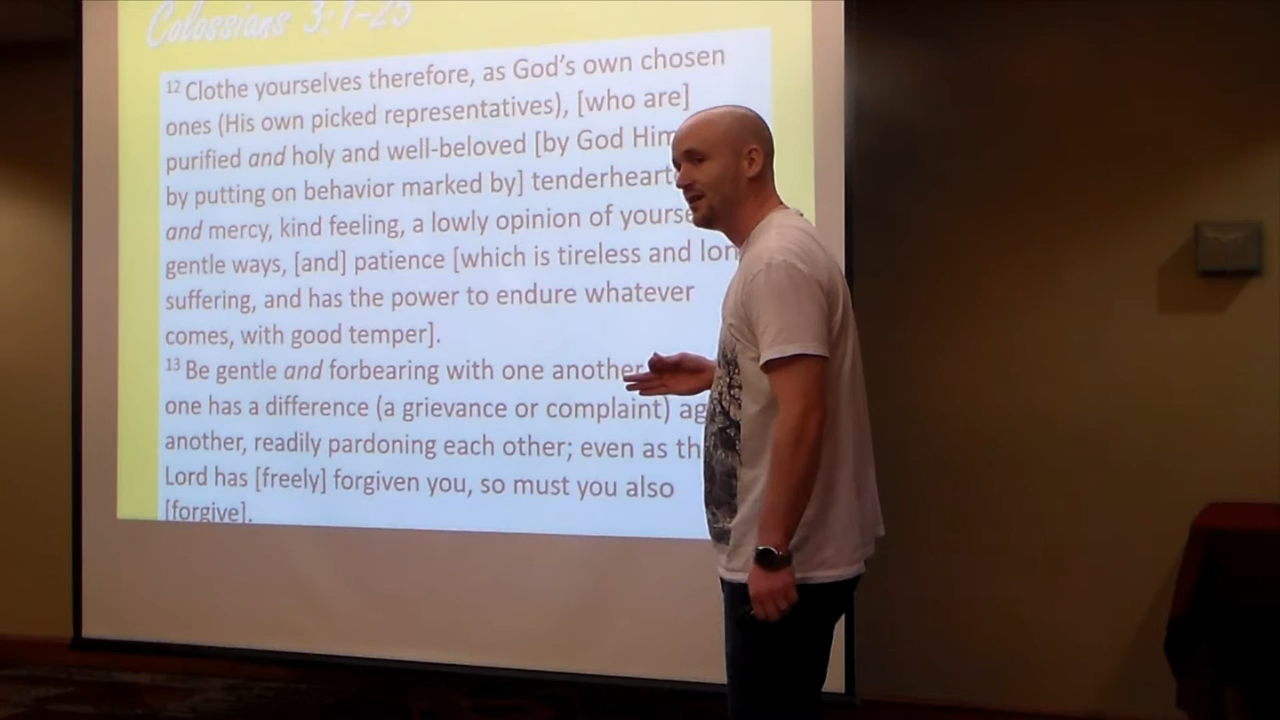 Colossians 3:1-25
12 Clothe yourselves therefore, as God's own chosen
ones (His own picked representatives), [who are]
purified and holy and well-beloved [by God Him
by putting on behavior marked by] tenderheart
and mercy, kind feeling, a lowly opinion of yourse
gentle ways, [and] patience [which is tireless and lon
suffering, and has the power to endure whatever
comes, with good temper].
13 Be gentle and forbearing with one another
one has a difference (a grievance or complaint) ag
another, readily pardoning each other; even as th
Lord has [freely] forgiven you, so must you also
[forgive].